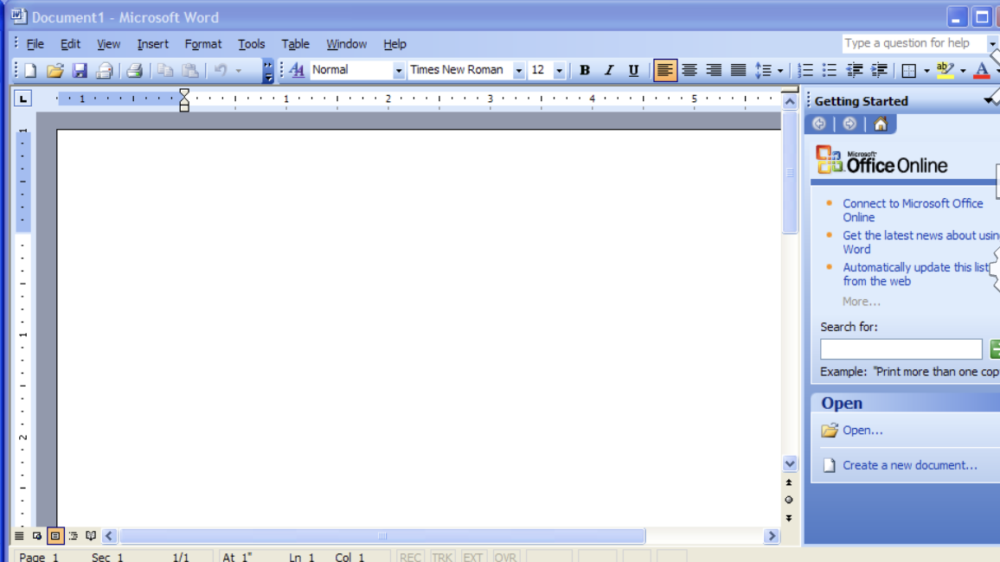 Document1 - Microsoft Word
File Edit View Insert Format Tools Table Window Help
Type a question for help
Normal Times New Roman 12 B I U
L 1 1 2 3 4 5
Getting Started
Microsoft
Office Online
Connect to Microsoft Office
Online
Get the latest news about usin
Word
Automatically update this list
from the web
More...
Search for:
Example: "Print more than one cop
Open
Open...
Create a new document...
1
1
2
Page 1 Sec 1 1/1 At 1" Ln 1 Col 1 REC TRK EXT OVR